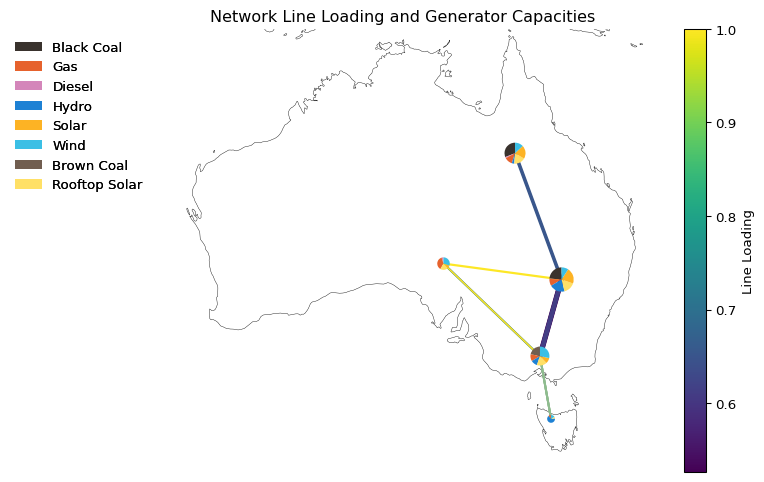 Network Line Loading and Generator Capacities
Black Coal
Gas
Diesel
Hydro
Solar
Wind
Brown Coal
Rooftop Solar
1.0
0.9
0.8
0.7
0.6
Line Loading